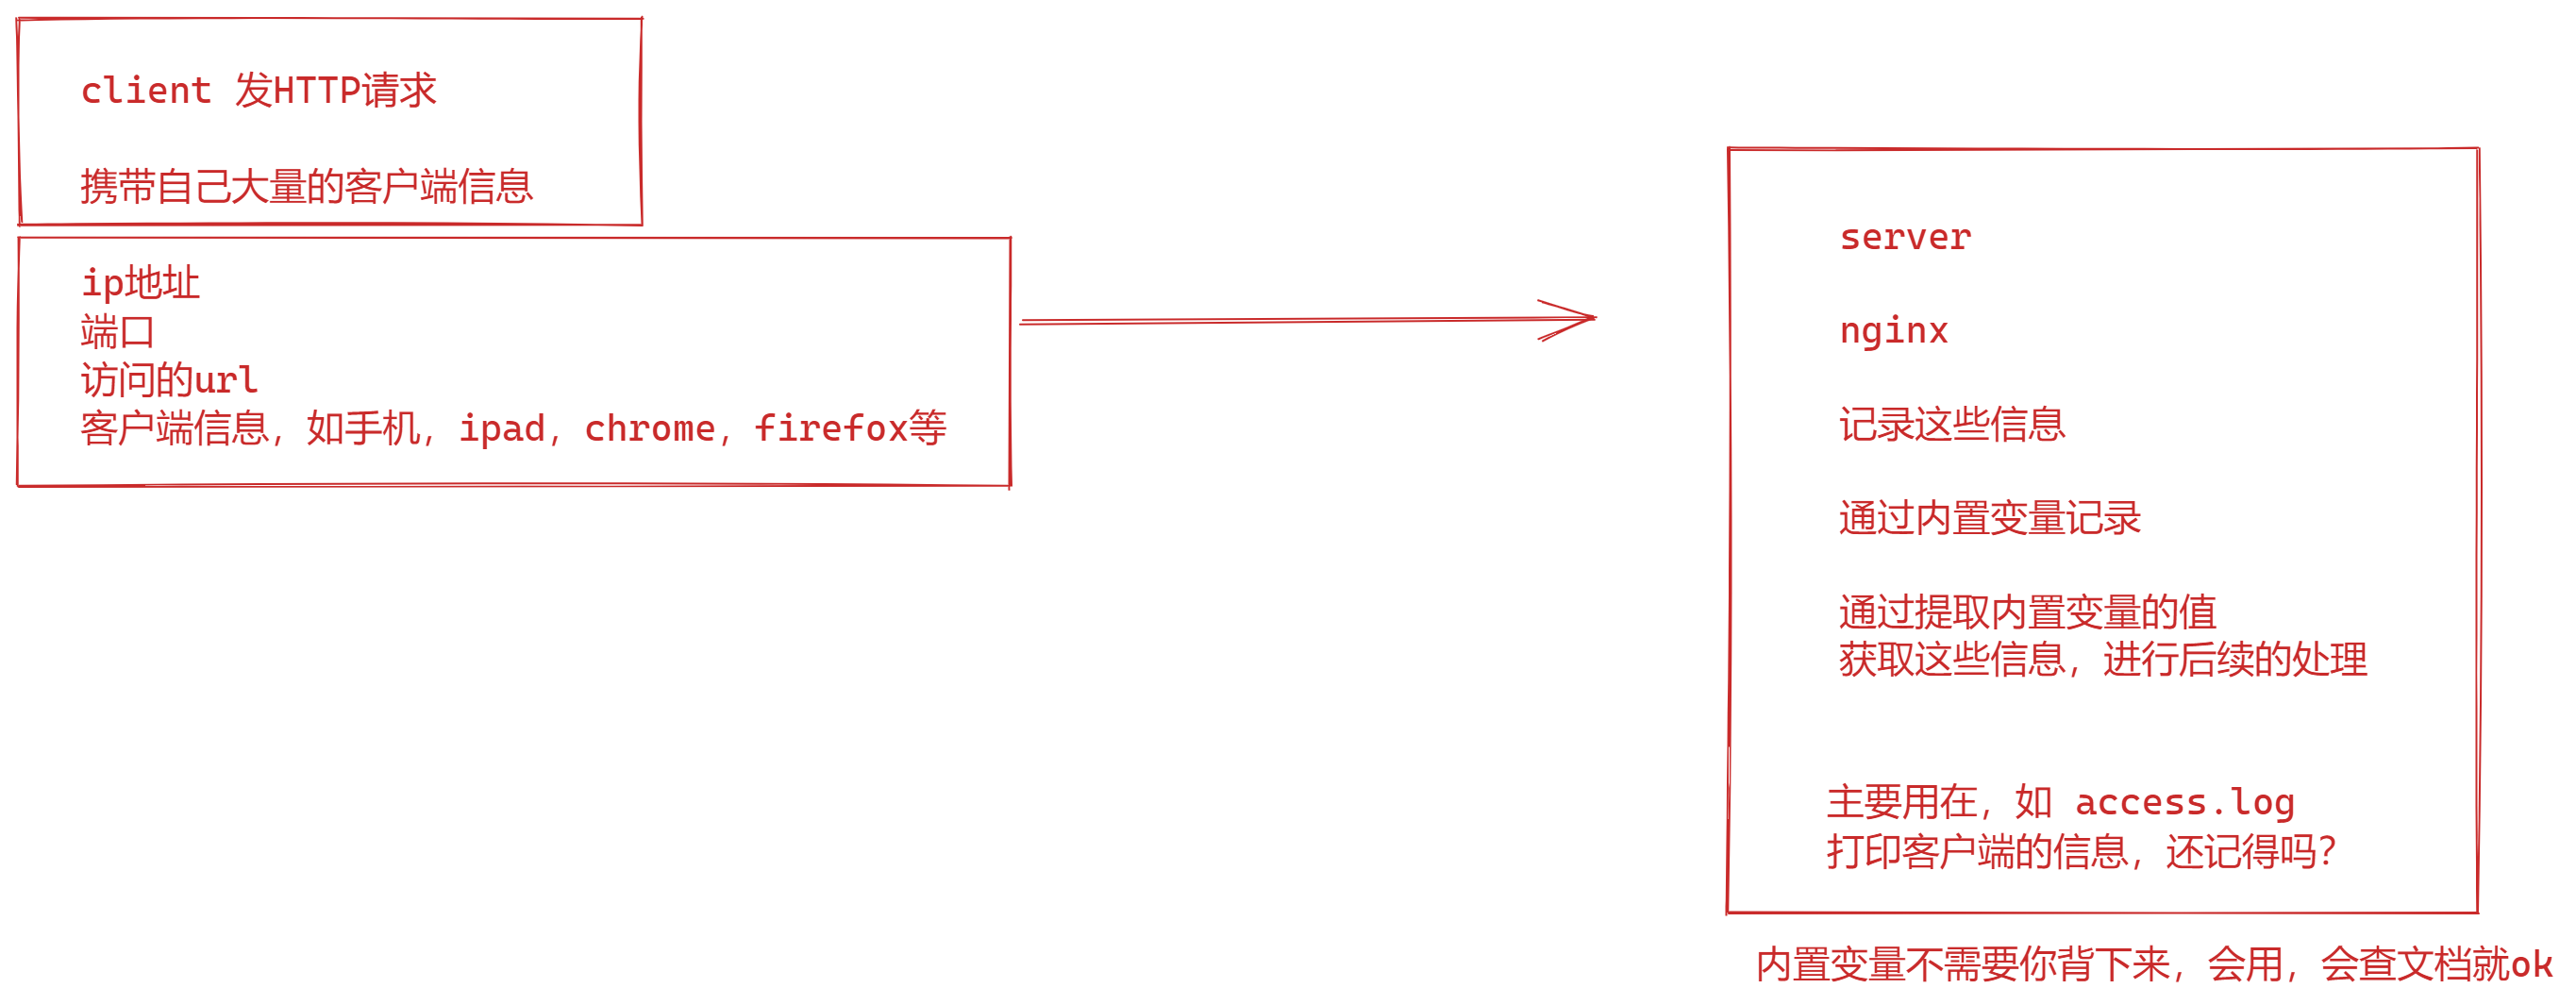 client 发HTTP请求
携带自己大量的客户端信息
ip地址
端口
访问的url
客户端信息，如手机，ipad，chrome，firefox等
server
nginx
记录这些信息
通过内置变量记录
通过提取内置变量的值
获取这些信息，进行后续的处理
主要用在，如 access.log
打印客户端的信息，还记得吗？
内置变量不需要你背下来，会用，会查文档就ok